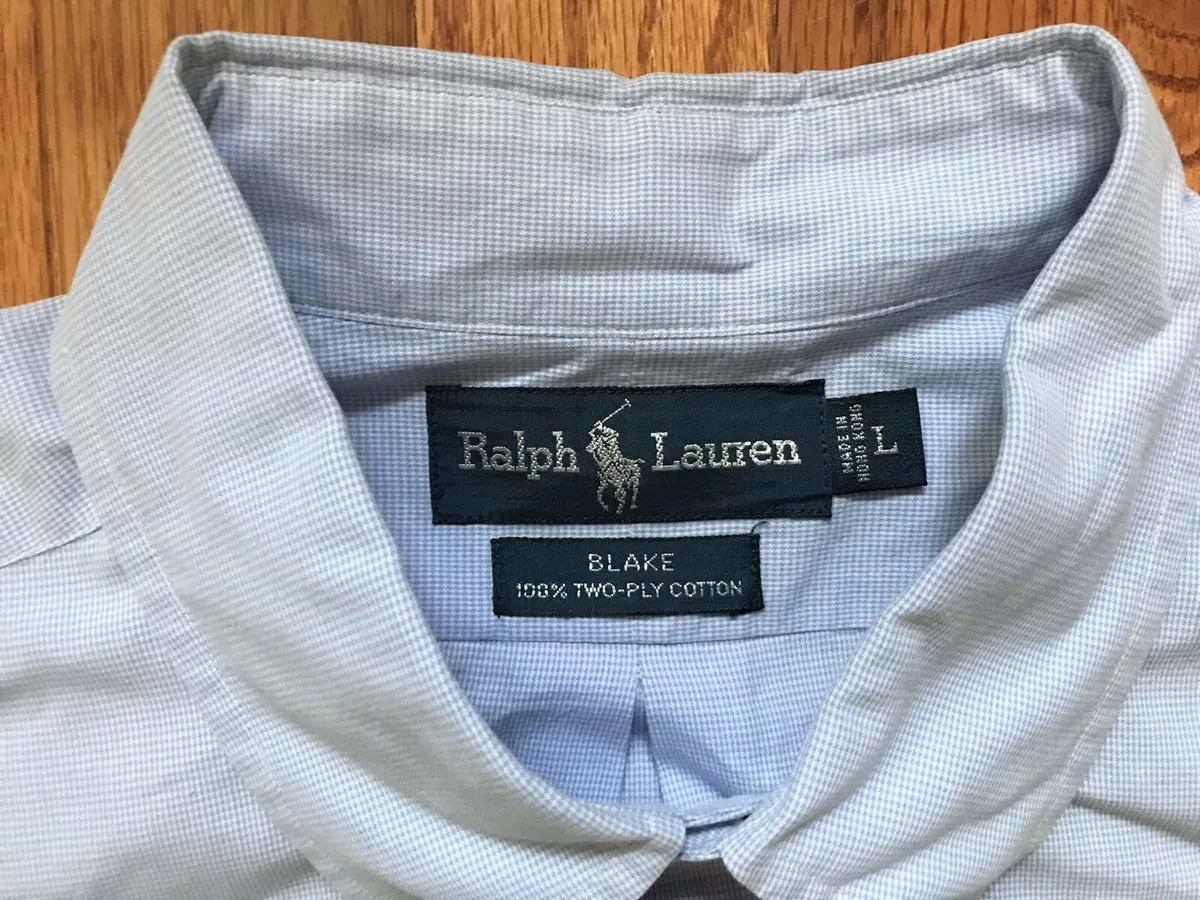 Ralph Lauren
MADE IN
HONG KONG
L
BLAKE
100% TWO-PLY COTTON